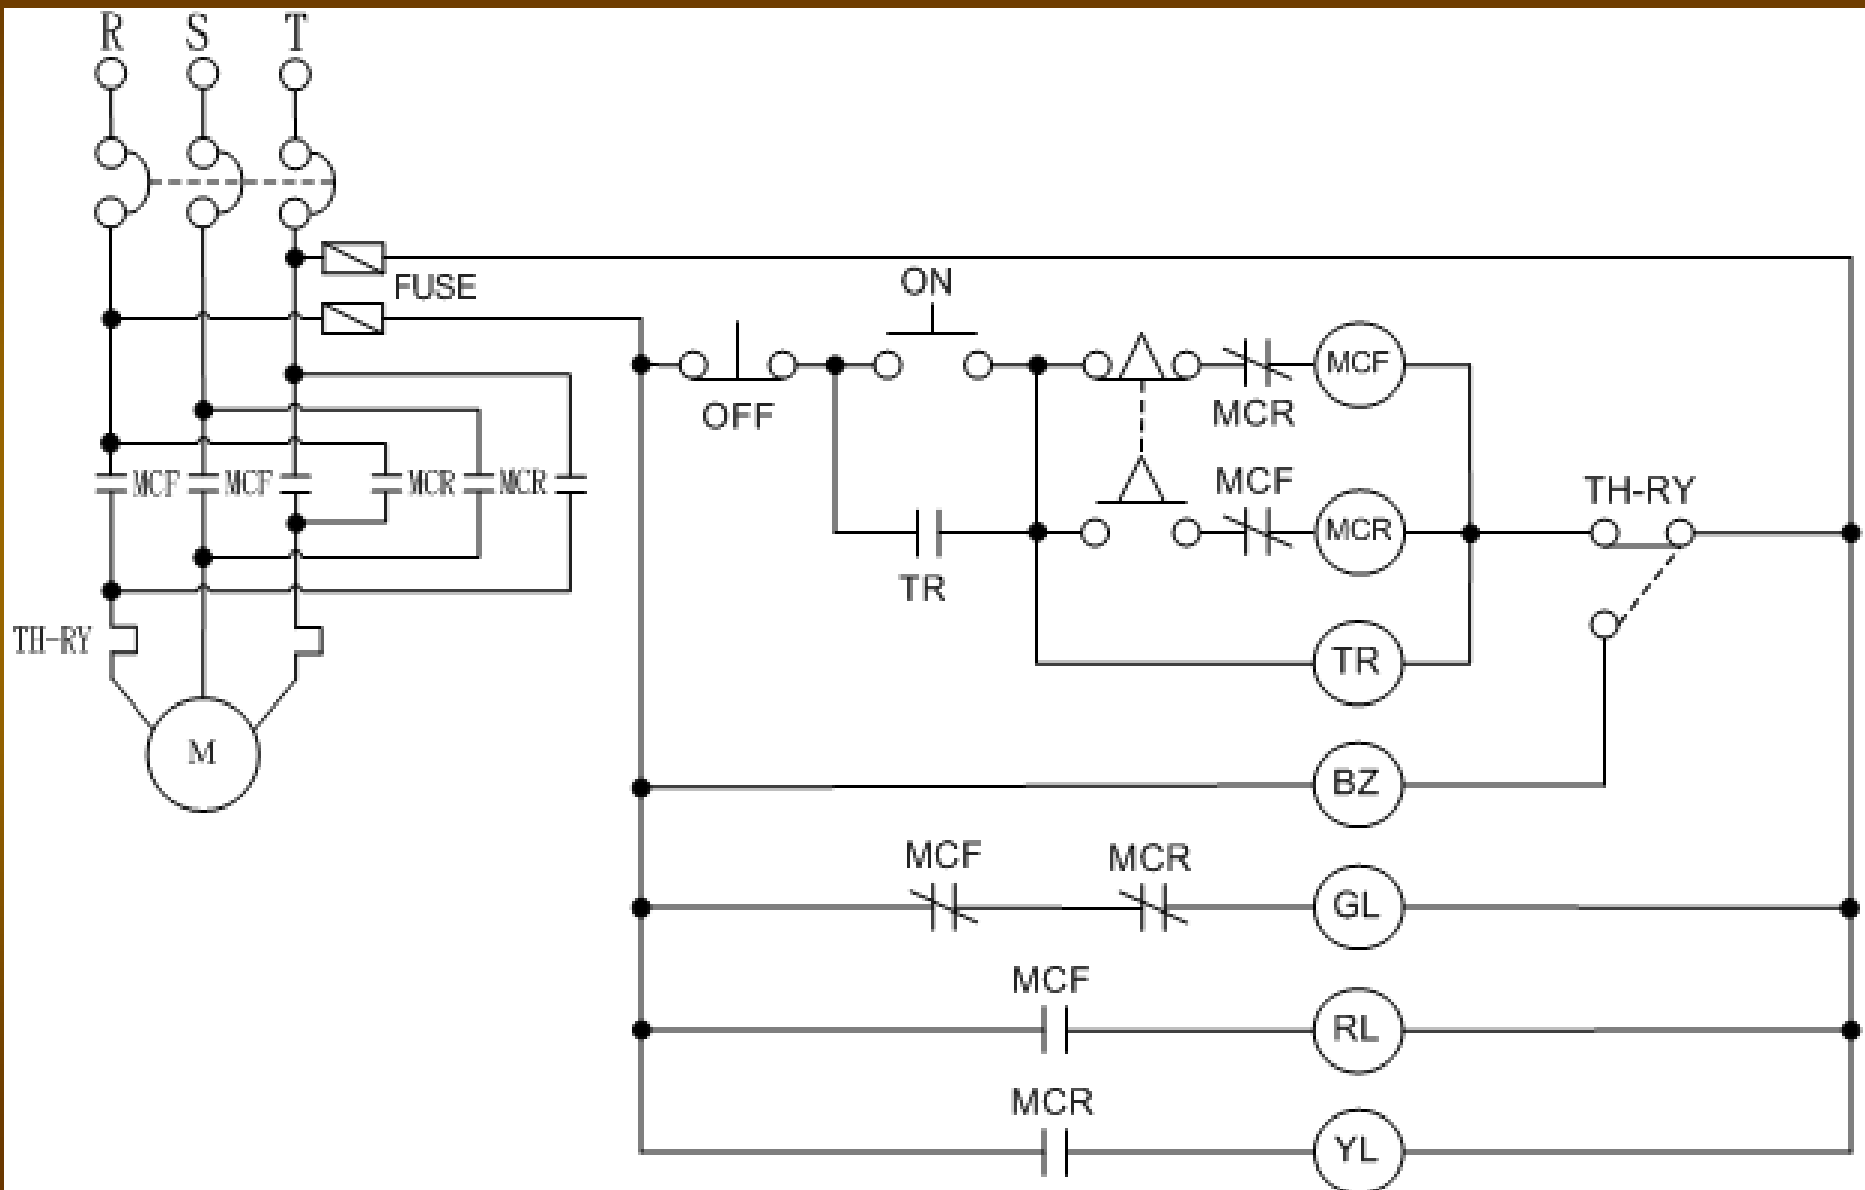 R S T
FUSE
ON
OFF
MCR
MCF
MCF
MCR
TH-RY
MCF MCF MCR MCR
TR
TH-RY
TR
M
BZ
MCF MCR
GL
MCF
RL
MCR
YL